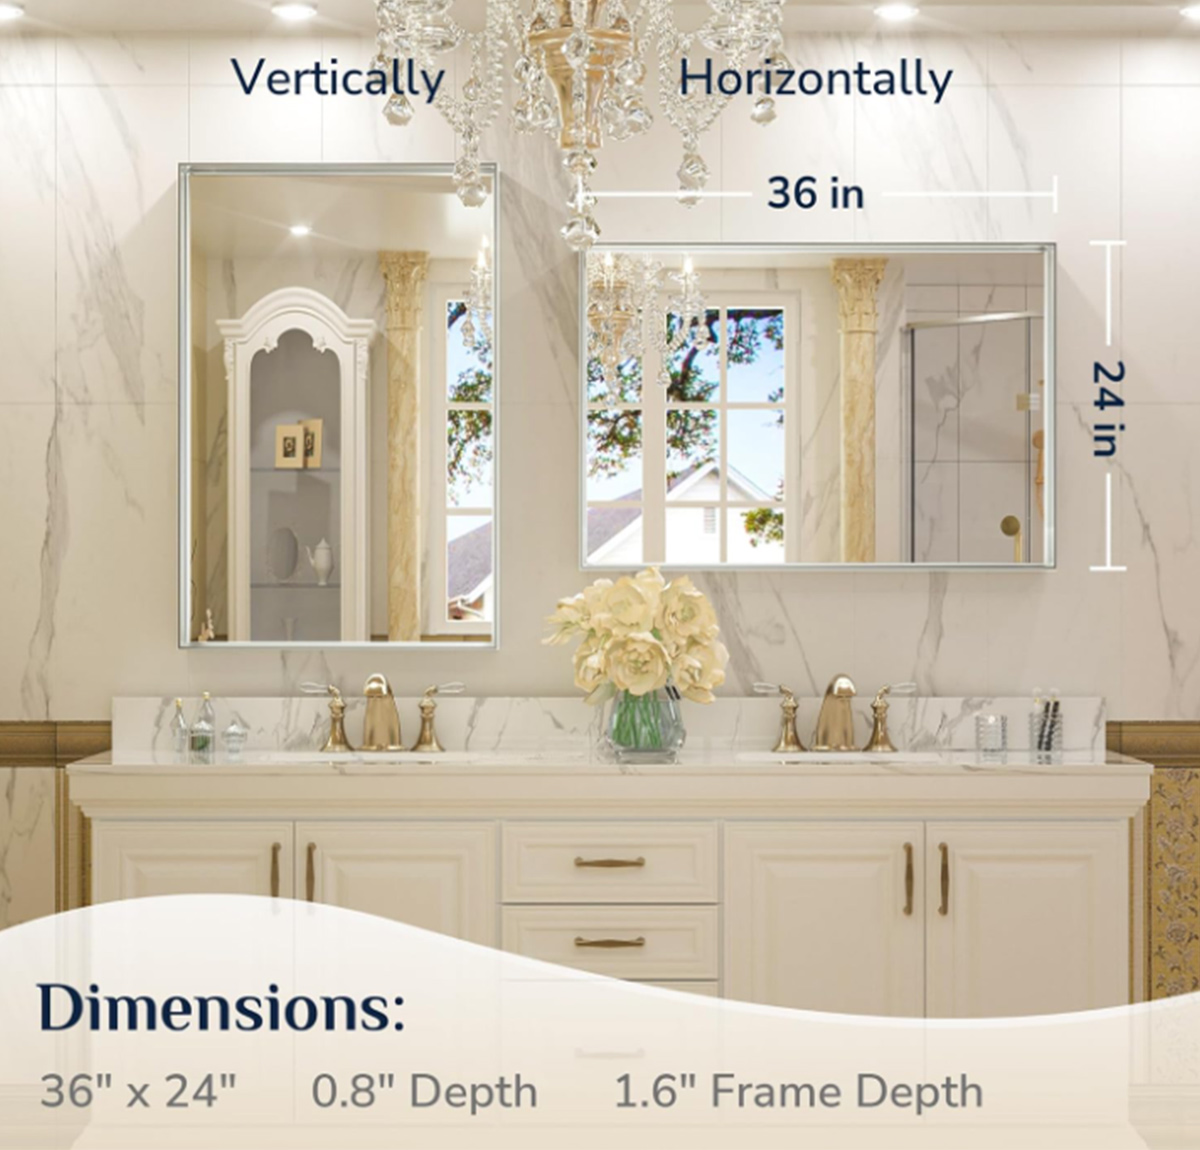 Vertically
Horizontally
36 in
24 in
Dimensions:
36" x 24" 0.8" Depth 1.6" Frame Depth